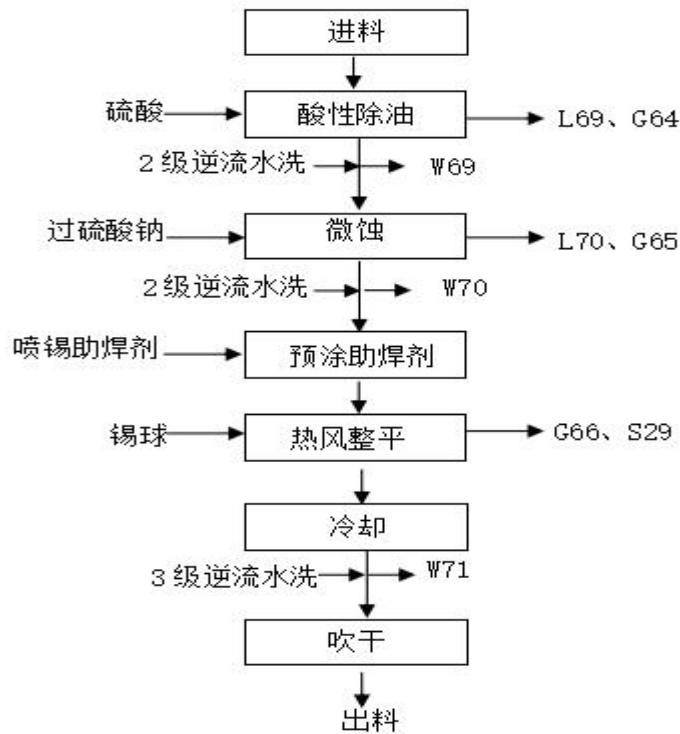 进料
硫酸
酸性除油
L69、G64
2级逆流水洗
W69
过硫酸钠
微蚀
L70、G65
2级逆流水洗
W70
喷锡助焊剂
预涂助焊剂
锡球
热风整平
G66、S29
冷却
3级逆流水洗
W71
吹干
出料